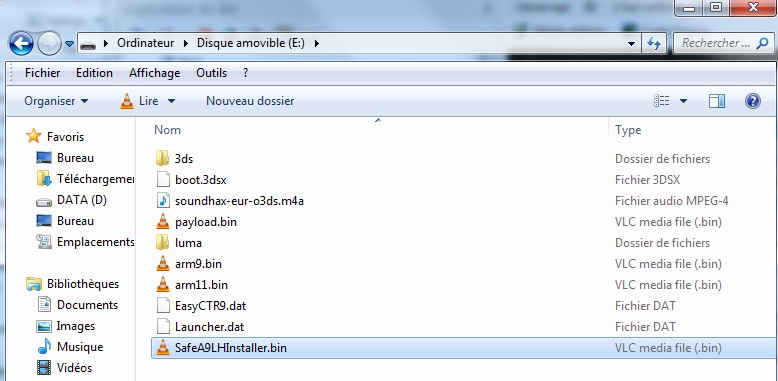 Ordinateur Disque amovible (E:) Rechercher ...
Fichier Edition Affichage Outils ?
Organiser Lire Nouveau dossier
Favoris
Bureau
Téléchargeme
DATA (D)
Bureau
Emplacements
Bibliothèques
Documents
Images
Musique
Vidéos
Nom Type
3ds Dossier de fichiers
boot.3dsx Fichier 3DSX
soundhax-eur-o3ds.m4a Fichier audio MPEG-4
payload.bin VLC media file (.bin)
luma Dossier de fichiers
arm9.bin VLC media file (.bin)
arm11.bin VLC media file (.bin)
EasyCTR9.dat Fichier DAT
Launcher.dat Fichier DAT
SafeA9LHInstaller.bin VLC media file (.bin)